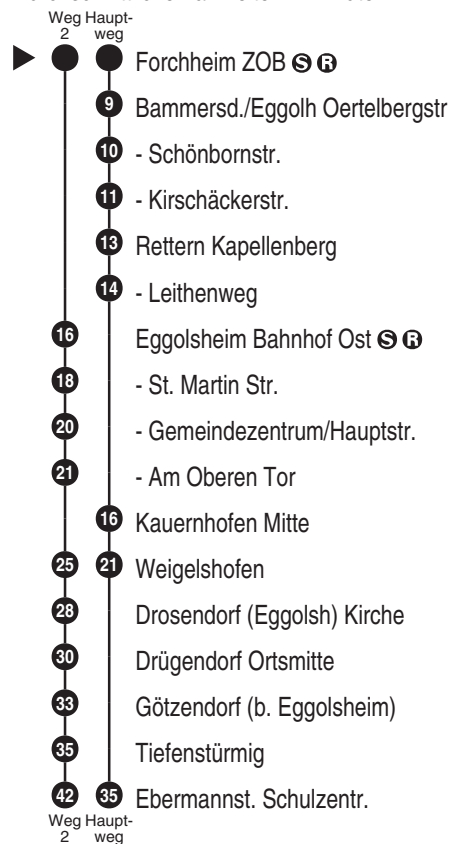 Weg Haupt-
2 weg
Forchheim ZOB S R
9 Bammersd./Eggolh Oertelbergstr
10 - Schönbornstr.
11 - Kirschäckerstr.
13 Rettern Kapellenberg
14 - Leithenweg
16 Eggolsheim Bahnhof Ost S R
18 - St. Martin Str.
20 - Gemeindezentrum/Hauptstr.
21 - Am Oberen Tor
16 Kauernhofen Mitte
25 21 Weigelshofen
28 Drosendorf (Eggolsh) Kirche
30 Drügendorf Ortsmitte
33 Götzendorf (b. Eggolsheim)
35 Tiefenstürmig
42 35 Ebermannst. Schulzentr.
Weg Haupt-
2 weg